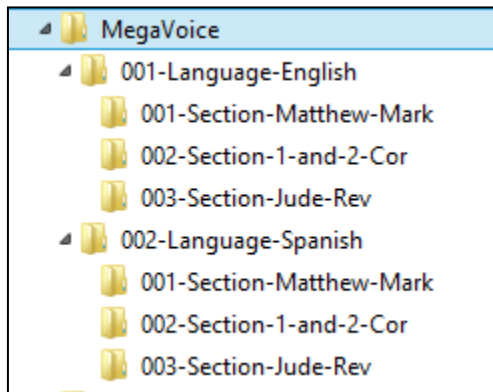 MegaVoice
001-Language-English
001-Section-Matthew-Mark
002-Section-1-and-2-Cor
003-Section-Jude-Rev
002-Language-Spanish
001-Section-Matthew-Mark
002-Section-1-and-2-Cor
003-Section-Jude-Rev